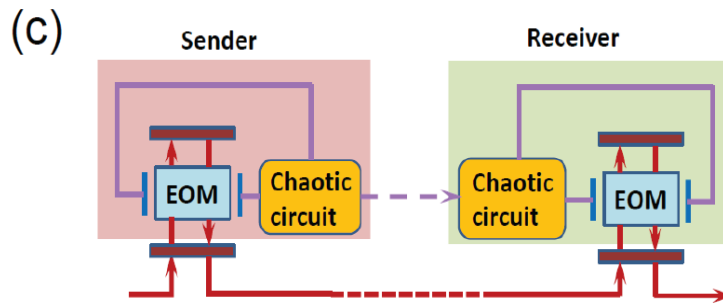 (c)
Sender
Receiver
EOM
Chaotic
circuit
Chaotic
circuit
EOM